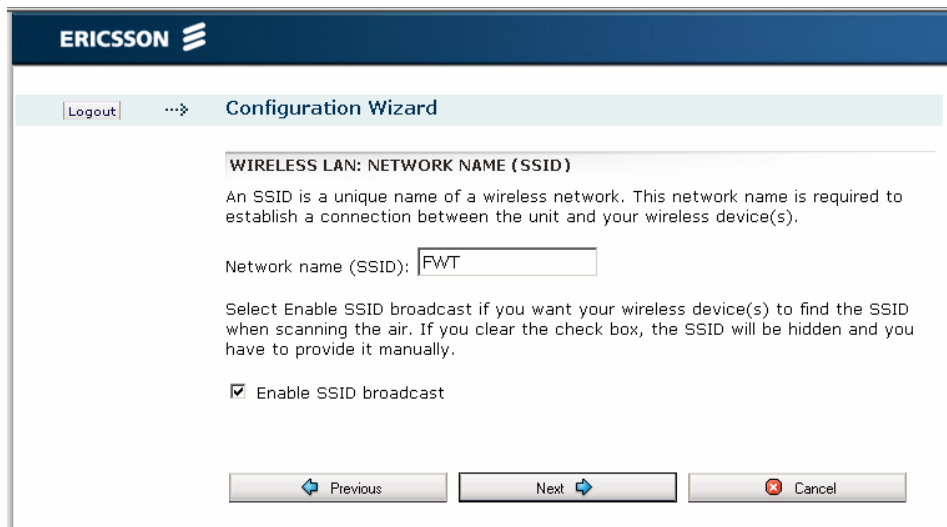 ERICSSON
Logout
Configuration Wizard
WIRELESS LAN: NETWORK NAME (SSID)
An SSID is a unique name of a wireless network. This network name is required to
establish a connection between the unit and your wireless device(s).
Network name (SSID): FWT
Select Enable SSID broadcast if you want your wireless device(s) to find the SSID
when scanning the air. If you clear the check box, the SSID will be hidden and you
have to provide it manually.
Enable SSID broadcast
Previous
Next
Cancel